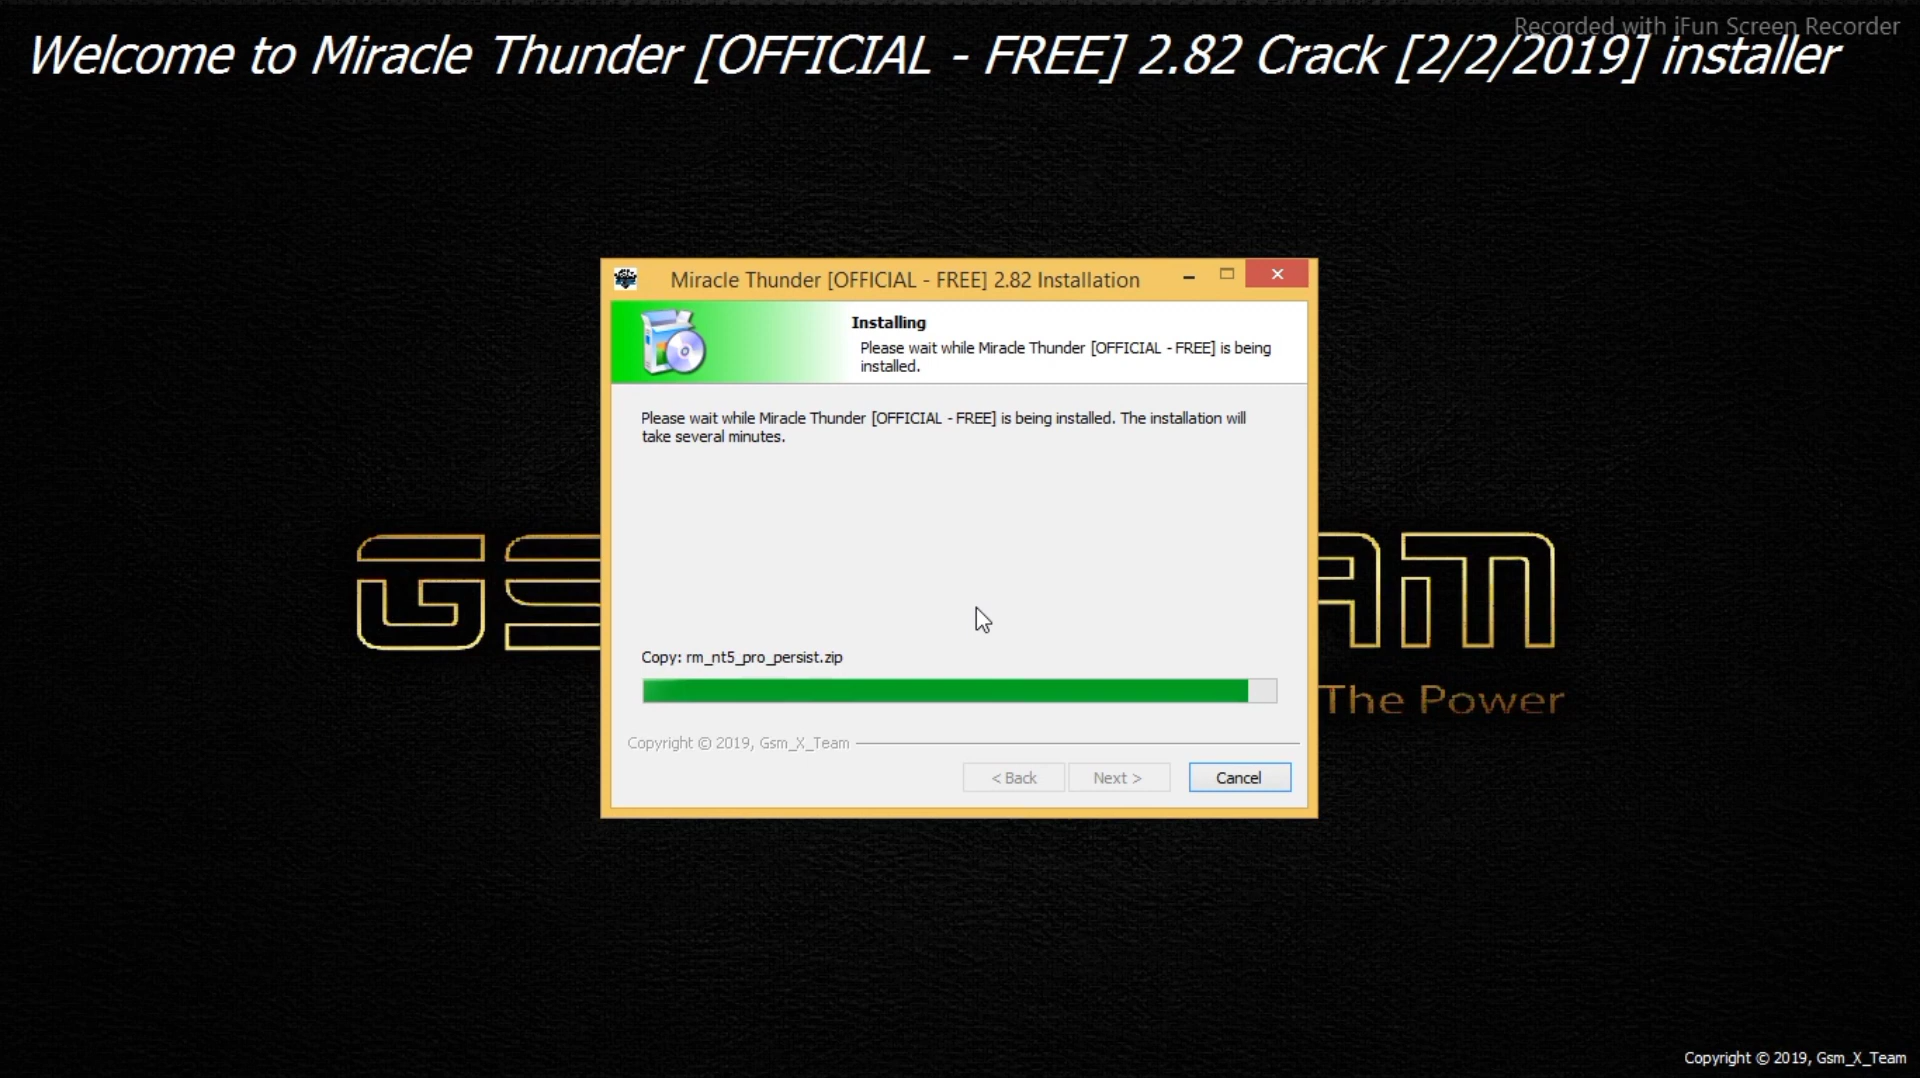 Recorded with iFun Screen Recorder
Welcome to Miracle Thunder [OFFICIAL - FREE] 2.82 Crack [2/2/2019] installer
Miracle Thunder [OFFICIAL - FREE] 2.82 Installation
Installing
Please wait while Miracle Thunder [OFFICIAL - FREE] is being
installed.
Please wait while Miracle Thunder [OFFICIAL - FREE] is being installed. The installation will
take several minutes.
Copy: rm_nt5_pro_persist.zip
The Power
Copyright © 2019, Gsm_X_Team
< Back
Next >
Cancel
Copyright © 2019, Gsm_X_Team